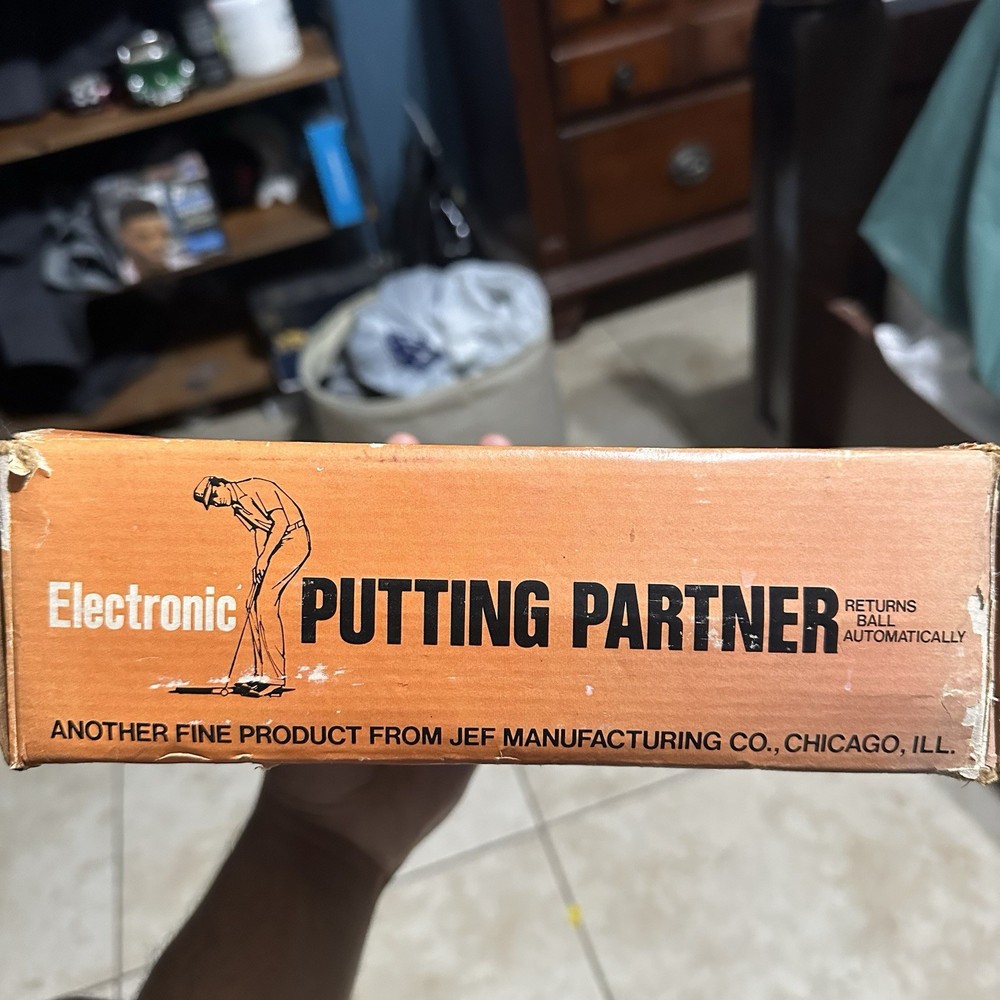 Electronic PUTTING PARTNER
RETURNS
BALL
AUTOMATICALLY
ANOTHER FINE PRODUCT FROM JEF MANUFACTURING CO., CHICAGO, ILL.